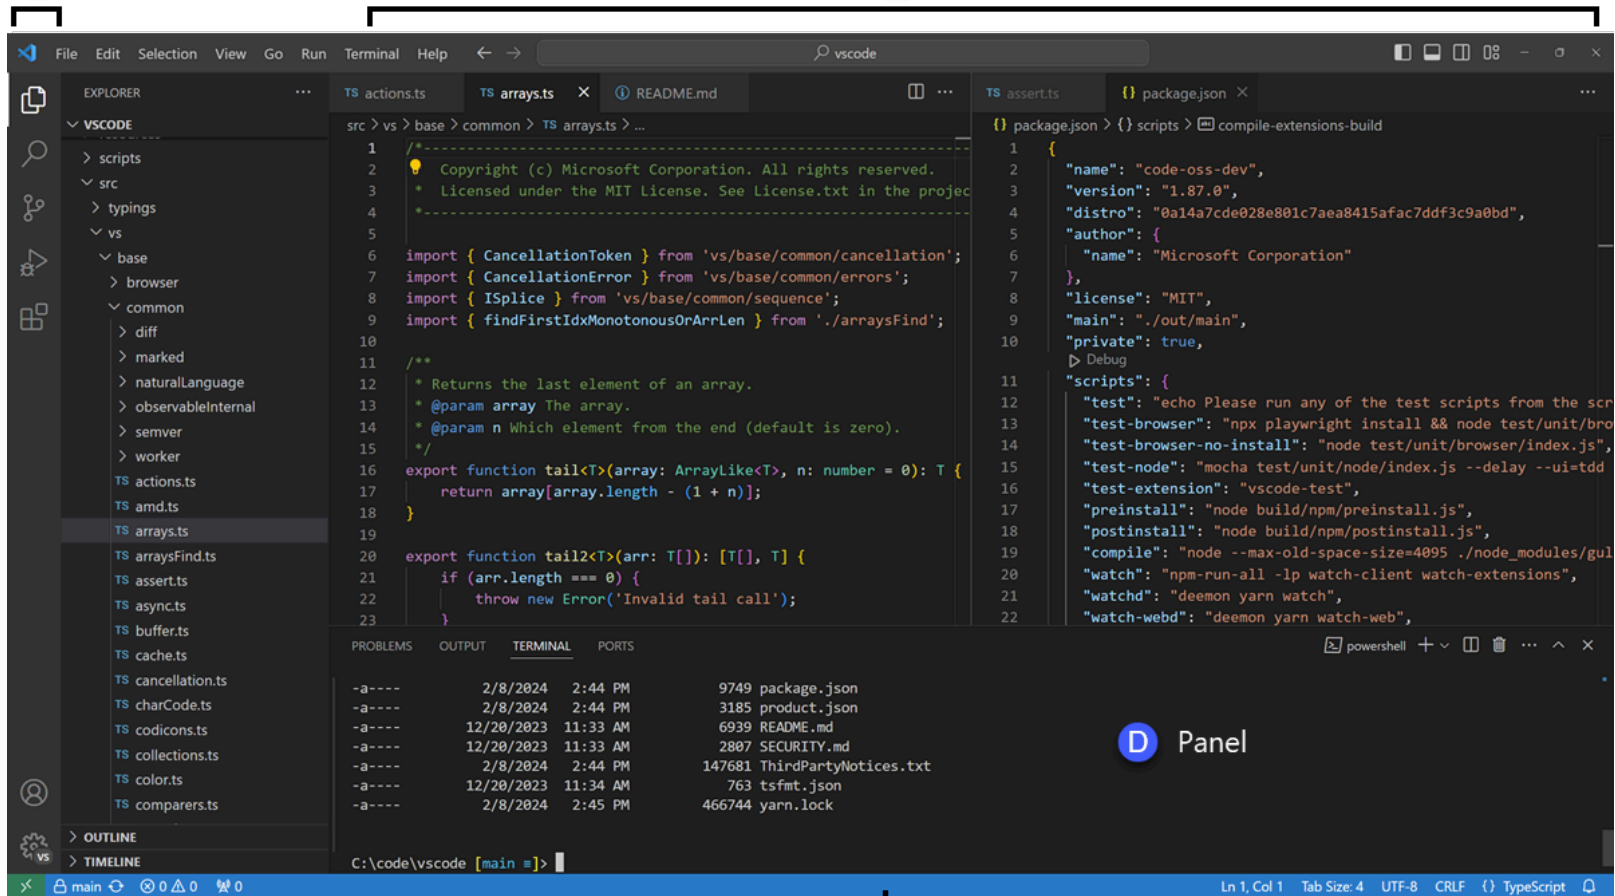 File Edit Selection View Go Run Terminal Help vscode
EXPLORER
VSCODE
scripts
src
typings
vs
base
browser
common
diff
marked
naturalLanguage
observableInternal
semver
worker
TS actions.ts
TS amd.ts
TS arrays.ts
TS arraysFind.ts
TS assert.ts
TS async.ts
TS buffer.ts
TS cache.ts
TS cancellation.ts
TS charCode.ts
TS codicons.ts
TS collections.ts
TS color.ts
TS comparers.ts
OUTLINE
TIMELINE
TS actions.ts TS arrays.ts README.md
src > vs > base > common > TS arrays.ts > ...
1 /*---------------------------------------------------------------
2 Copyright (c) Microsoft Corporation. All rights reserved.
3 * Licensed under the MIT License. See License.txt in the projec
4 *---------------------------------------------------------------
5
6 import { CancellationToken } from 'vs/base/common/cancellation';
7 import { CancellationError } from 'vs/base/common/errors';
8 import { ISplice } from 'vs/base/common/sequence';
9 import { findFirstIdxMonotonousOrArrLen } from './arraysFind';
10
11 /**
12 * Returns the last element of an array.
13 * @param array The array.
14 * @param n Which element from the end (default is zero).
15 */
16 export function tail<T>(array: ArrayLike<T>, n: number = 0): T {
17 return array[array.length - (1 + n)];
18 }
19
20 export function tail2<T>(arr: T[]): [T[], T] {
21 if (arr.length === 0) {
22 throw new Error('Invalid tail call');
23 }
TS assert.ts {} package.json
{} package.json > {} scripts > compile-extensions-build
1 {
2 "name": "code-oss-dev",
3 "version": "1.87.0",
4 "distro": "0a14a7cde028e801c7aea8415afac7ddf3c9a0bd",
5 "author": {
6 "name": "Microsoft Corporation"
7 },
8 "license": "MIT",
9 "main": "./out/main",
10 "private": true,
Debug
11 "scripts": {
12 "test": "echo Please run any of the test scripts from the scr
13 "test-browser": "npx playwright install && node test/unit/bro
14 "test-browser-no-install": "node test/unit/browser/index.js",
15 "test-node": "mocha test/unit/node/index.js --delay --ui=tdd
16 "test-extension": "vscode-test",
17 "preinstall": "node build/npm/preinstall.js",
18 "postinstall": "node build/npm/postinstall.js",
19 "compile": "node --max-old-space-size=4095 ./node_modules/gul
20 "watch": "npm-run-all -lp watch-client watch-extensions",
21 "watchd": "deemon yarn watch",
22 "watch-webd": "deemon yarn watch-web",
PROBLEMS OUTPUT TERMINAL PORTS powershell
-a---- 2/8/2024 2:44 PM 9749 package.json
-a---- 2/8/2024 2:44 PM 3185 product.json
-a---- 12/20/2023 11:33 AM 6939 README.md
-a---- 12/20/2023 11:33 AM 2807 SECURITY.md
-a---- 2/8/2024 2:44 PM 147681 ThirdPartyNotices.txt
-a---- 12/20/2023 11:34 AM 763 tsfmt.json
-a---- 2/8/2024 2:45 PM 466744 yarn.lock
C:\code\vscode [main ≡]>
D Panel
VS
main 0 0 0 Ln 1, Col 1 Tab Size: 4 UTF-8 CRLF {} TypeScript